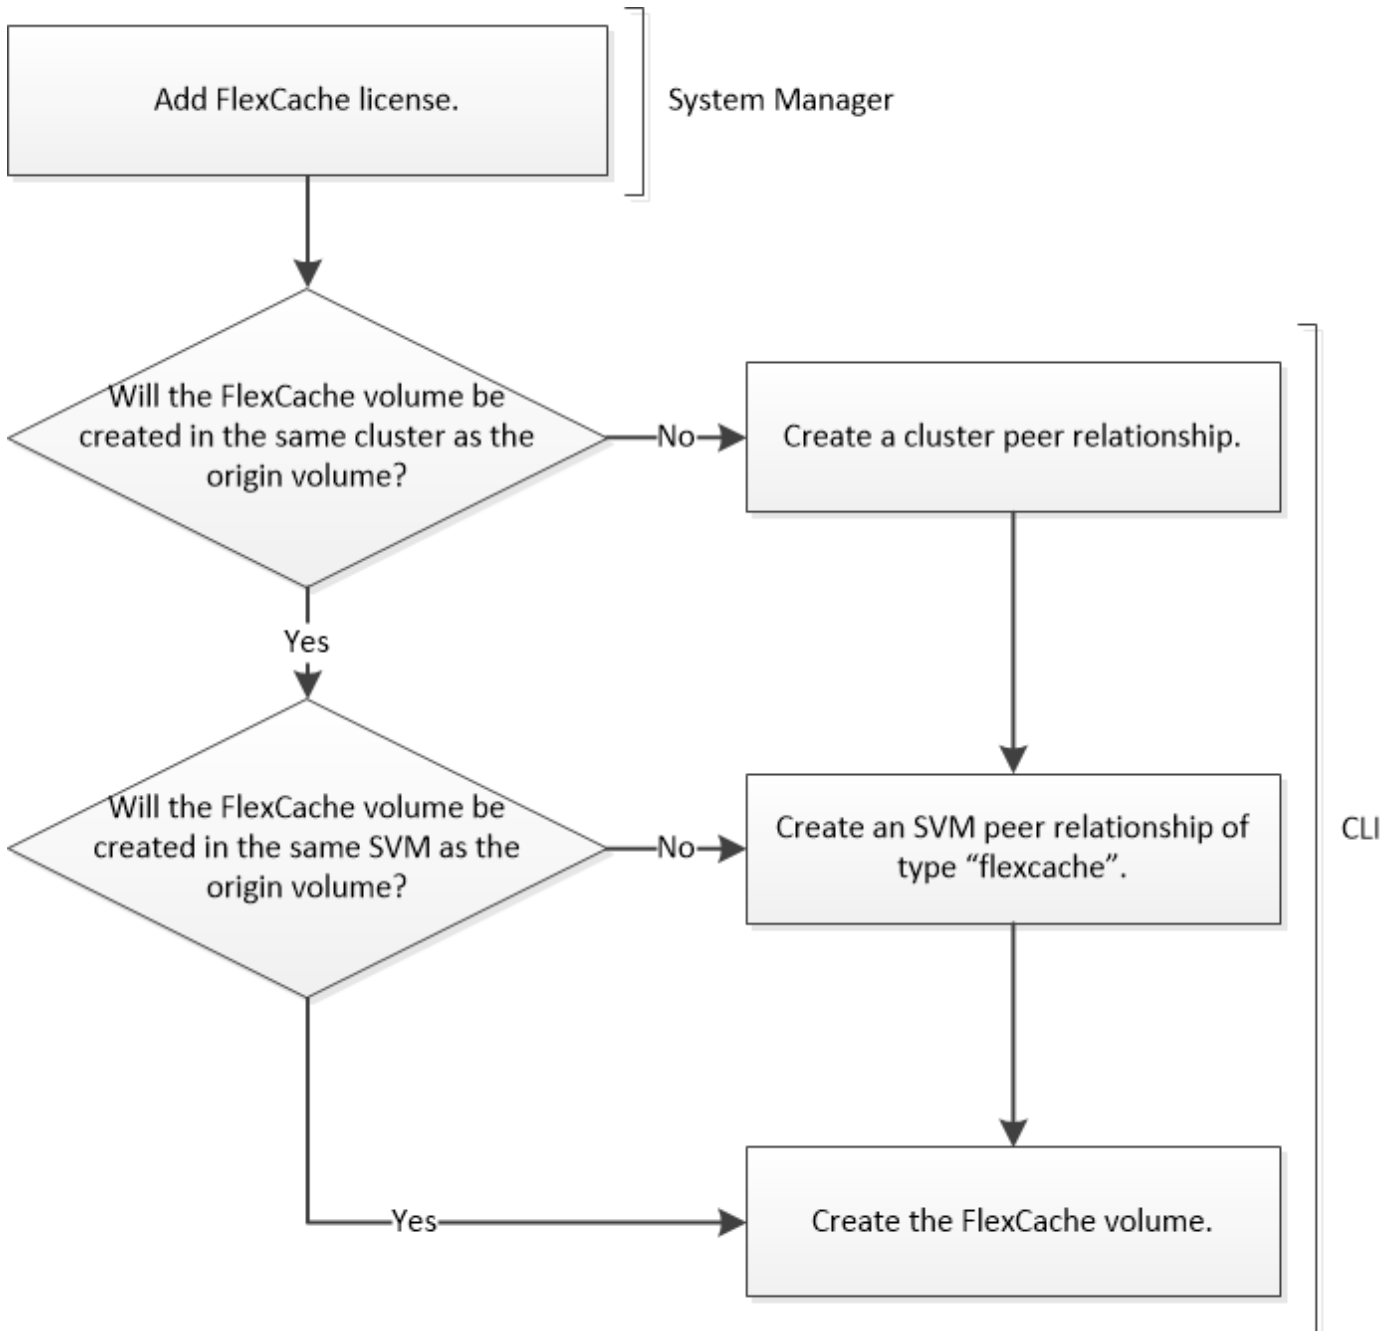 Add FlexCache license.
System Manager
Will the FlexCache volume be
created in the same cluster as the
origin volume?
No
Create a cluster peer relationship.
Yes
Will the FlexCache volume be
created in the same SVM as the
origin volume?
No
Create an SVM peer relationship of
type “flexcache”.
CLI
Yes
Create the FlexCache volume.